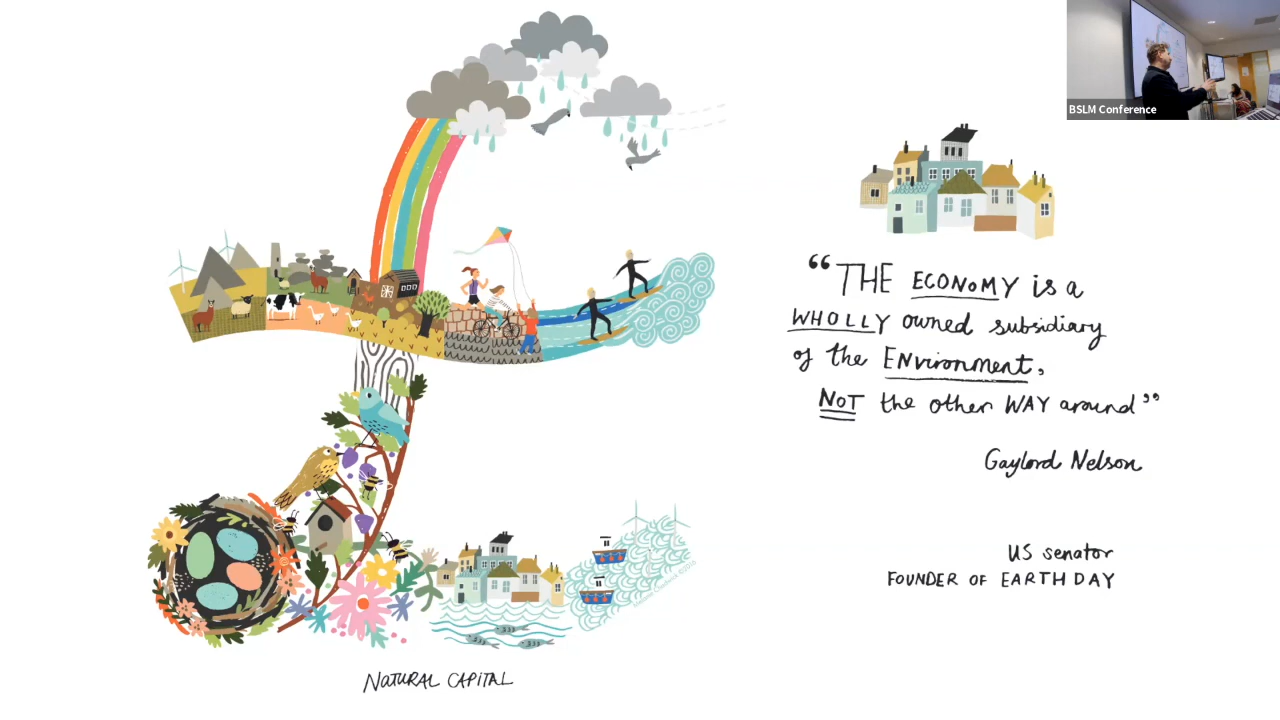 BSLM Conference
“THE ECONOMY is a
WHOLLY owned subsidiary
of the Environment,
NOT the other WAY around”
Gaylord Nelson
US senator
FOUNDER OF EARTH DAY
NATURAL CAPITAL